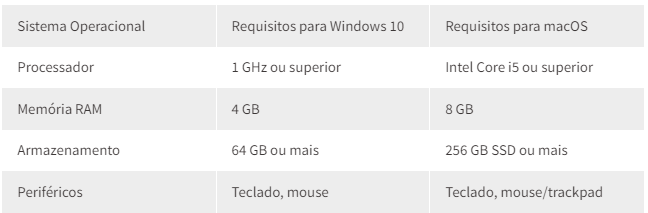 Sistema Operacional Requisitos para Windows 10 Requisitos para macOS
Processador 1 GHz ou superior Intel Core i5 ou superior
Memória RAM 4 GB 8 GB
Armazenamento 64 GB ou mais 256 GB SSD ou mais
Periféricos Teclado, mouse Teclado, mouse/trackpad